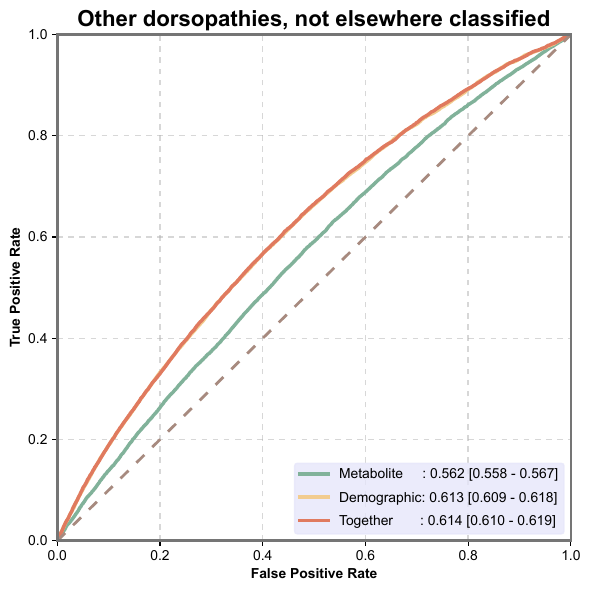 Other dorsopathies, not elsewhere classified
1.0
0.8
0.6
0.4
0.2
0.0
True Positive Rate
Metabolite : 0.562 [0.558 - 0.567]
Demographic: 0.613 [0.609 - 0.618]
Together : 0.614 [0.610 - 0.619]
0.0 0.2 0.4 0.6 0.8 1.0
False Positive Rate